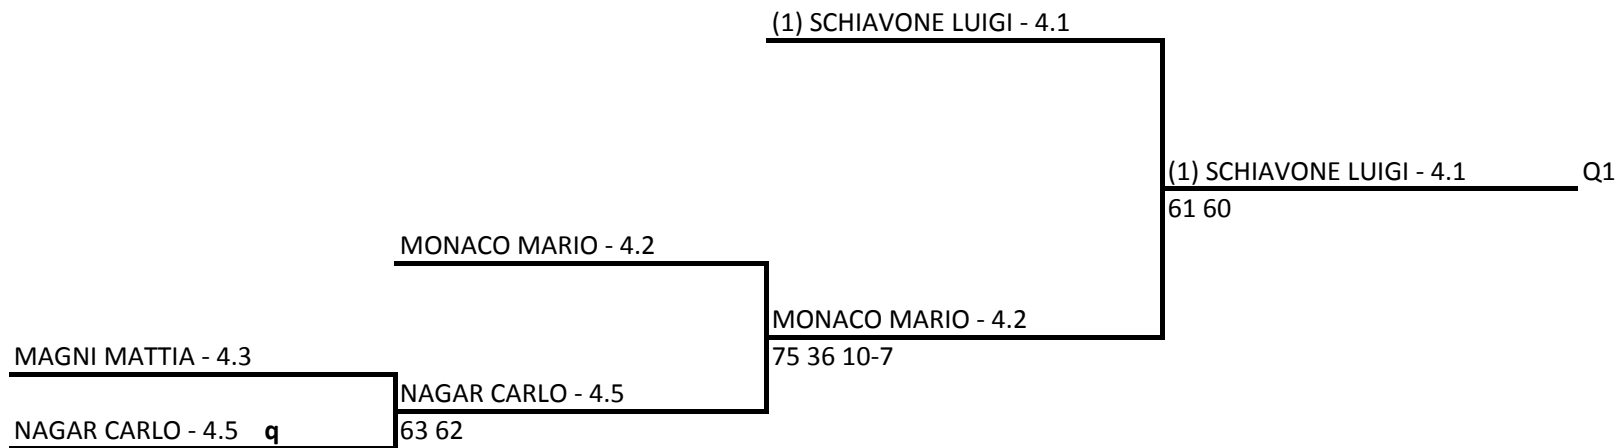 (1) SCHIAVONE LUIGI - 4.1
(1) SCHIAVONE LUIGI - 4.1 Q1
61 60
MONACO MARIO - 4.2
MONACO MARIO - 4.2
MAGNI MATTIA - 4.3
75 36 10-7
NAGAR CARLO - 4.5
NAGAR CARLO - 4.5 q
63 62